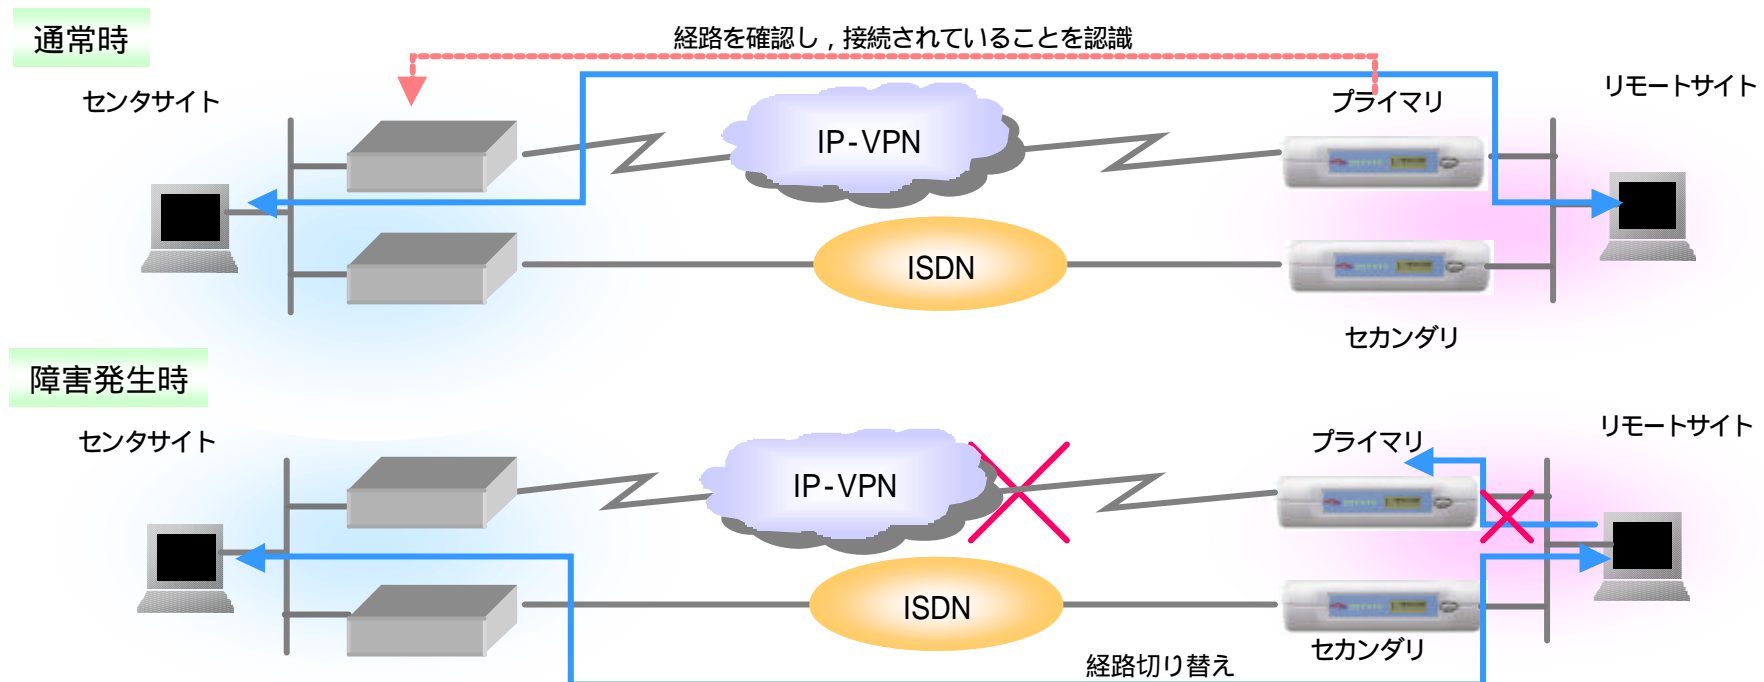 通常時
経路を確認し，接続されていることを認識
センタサイト
プライマリ
リモートサイト
IP-VPN
ISDN
セカンダリ
障害発生時
センタサイト
プライマリ
リモートサイト
IP-VPN
ISDN
セカンダリ
経路切り替え